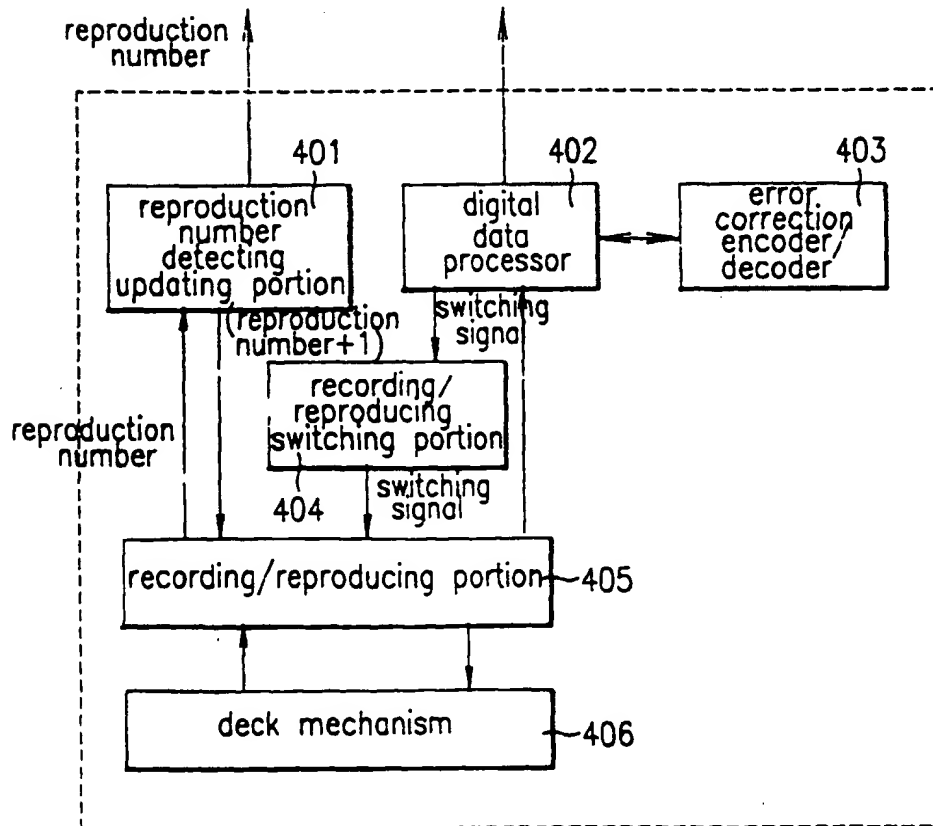 reproduction
number
401
402
403
reproduction
number
detecting
updating portion
digital
data
processor
error
correction
encoder/
decoder
(reproduction
number+1)
switching
signal
recording/
reproducing
switching portion
reproduction
number
404
switching
signal
recording/reproducing portion
405
deck mechanism
406